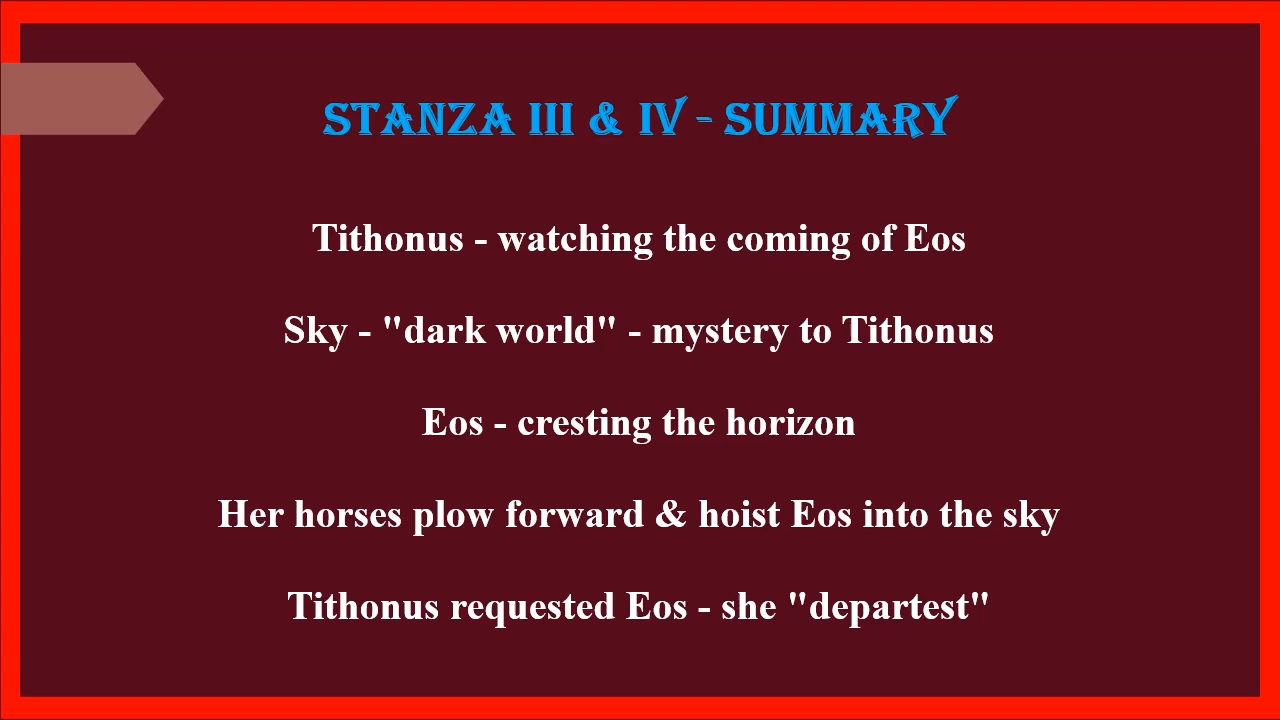 STANZA III & IV - SUMMARY
Tithonus - watching the coming of Eos
Sky - "dark world" - mystery to Tithonus
Eos - cresting the horizon
Her horses plow forward & hoist Eos into the sky
Tithonus requested Eos - she "departest"